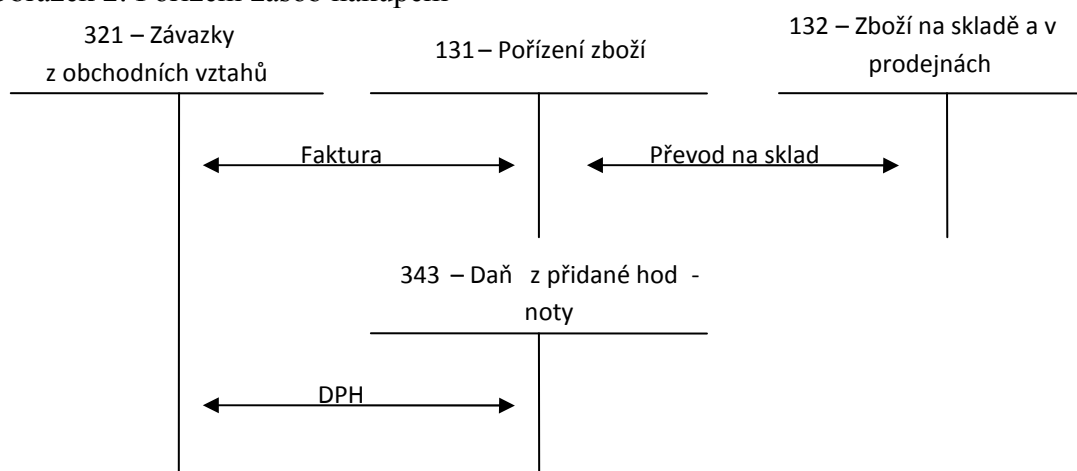 321 – Závazky
z obchodních vztahů
131 – Pořízení zboží
132 – Zboží na skladě a v
prodejnách
Faktura
Převod na sklad
343 – Daň z přidané hod -
noty
DPH